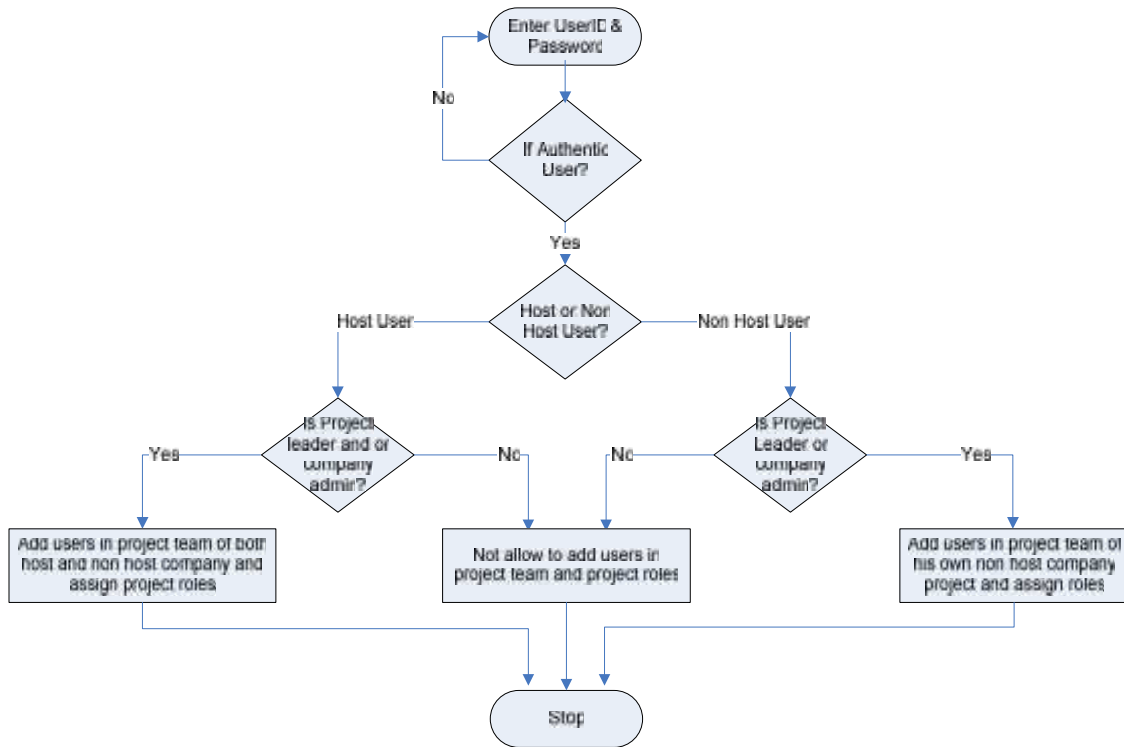 Enter UserID &
Password
No
If Authentic
User?
Yes
Host or Non
Host User?
Host User
Non Host User
Is Project
leader and or
company
admin?
Yes
No
Is Project
Leader or
company
admin?
No
Yes
Add users in project team of both
host and non host company and
assign project roles
Not allow to add users in
project team and project roles
Add users in project team of
his own non host company
project and assign roles
Stop